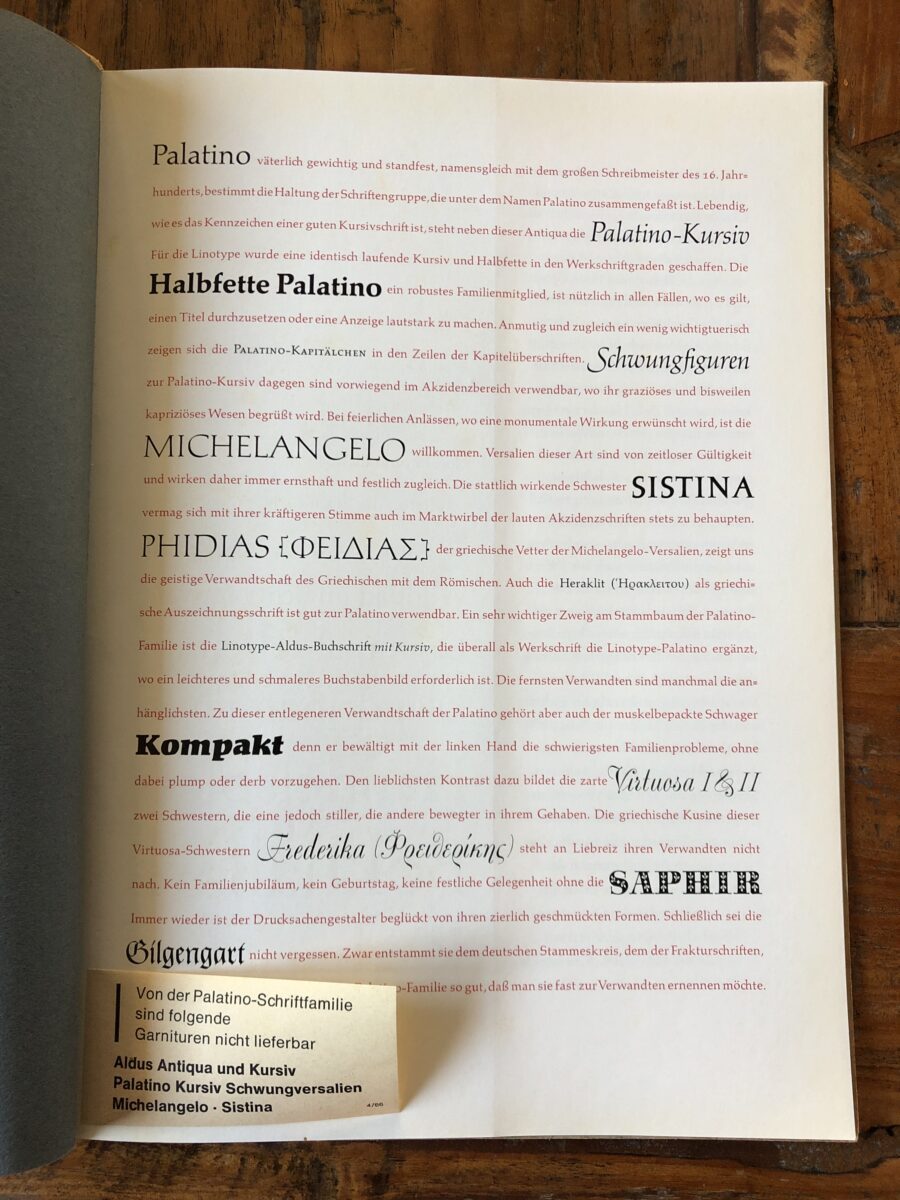 Palatino väterlich gewichtig und standfest, namensgleich mit dem großen Schreibmeister des 16. Jahr=
hunderts, bestimmt die Haltung der Schriftengruppe, die unter dem Namen Palatino zusammengefaßt ist. Lebendig,
wie es das Kennzeichen einer guten Kursivschrift ist, steht neben dieser Antiqua die Palatino-Kursiv
Für die Linotype wurde eine identisch laufende Kursiv und Halbfette in den Werkschriftgraden geschaffen. Die
Halbfette Palatino ein robustes Familienmitglied, ist nützlich in allen Fällen, wo es gilt,
einen Titel durchzusetzen oder eine Anzeige lautstark zu machen. Anmutig und zugleich ein wenig wichtigtuerisch
zeigen sich die Palatino-Kapitälchen in den Zeilen der Kapitelüberschriften. Schwungfiguren
zur Palatino-Kursiv dagegen sind vorwiegend im Akzidenzbereich verwendbar, wo ihr graziöses und bisweilen
kapriziöses Wesen begrüßt wird. Bei feierlichen Anlässen, wo eine monumentale Wirkung erwünscht wird, ist die
MICHELANGELO willkommen. Versalien dieser Art sind von zeitloser Gültigkeit
und wirken daher immer ernsthaft und festlich zugleich. Die stattlich wirkende Schwester SISTINA
vermag sich mit ihrer kräftigeren Stimme auch im Marktwirbel der lauten Akzidenzschriften stets zu behaupten.
PHIDIAS {ΦΕΙΔΙΑΣ} der griechische Vetter der Michelangelo-Versalien, zeigt uns
die geistige Verwandtschaft des Griechischen mit dem Römischen. Auch die Heraklit (Ἡρακλειτου) als griechi=
sche Auszeichnungsschrift ist gut zur Palatino verwendbar. Ein sehr wichtiger Zweig am Stammbaum der Palatino-
Familie ist die Linotype-Aldus-Buchschrift mit Kursiv, die überall als Werkschrift die Linotype-Palatino ergänzt,
wo ein leichteres und schmaleres Buchstabenbild erforderlich ist. Die fernsten Verwandten sind manchmal die an=
hänglichsten. Zu dieser entlegeneren Verwandtschaft der Palatino gehört aber auch der muskelbepackte Schwager
Kompakt denn er bewältigt mit der linken Hand die schwierigsten Familienprobleme, ohne
dabei plump oder derb vorzugehen. Den lieblichsten Kontrast dazu bildet die zarte Virtuosa I & II
zwei Schwestern, die eine jedoch stiller, die andere bewegter in ihrem Gehaben. Die griechische Kusine dieser
Virtuosa-Schwestern Frederika (Φρειδερίκης) steht an Liebreiz ihren Verwandten nicht
nach. Kein Familienjubiläum, kein Geburtstag, keine festliche Gelegenheit ohne die SAPHIR
Immer wieder ist der Drucksachengestalter beglückt von ihren zierlich geschmückten Formen. Schließlich sei die
Gilgengart nicht vergessen. Zwar entstammt sie dem deutschen Stammeskreis, dem der Frakturschriften,
-Familie so gut, daß man sie fast zur Verwandten ernennen möchte.
Von der Palatino-Schriftfamilie
sind folgende
Garnituren nicht lieferbar
Aldus Antiqua und Kursiv
Palatino Kursiv Schwungversalien
Michelangelo · Sistina
4/66